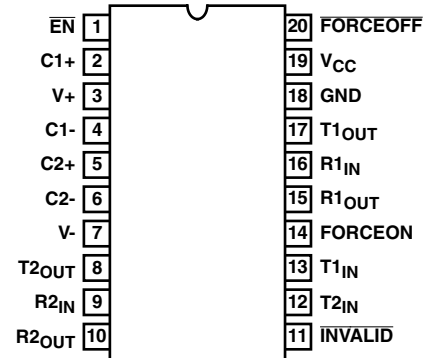 EN 1 20 FORCEOFF
C1+ 2 19 VCC
V+ 3 18 GND
C1- 4 17 T1OUT
C2+ 5 16 R1IN
C2- 6 15 R1OUT
V- 7 14 FORCEON
T2OUT 8 13 T1IN
R2IN 9 12 T2IN
R2OUT 10 11 INVALID